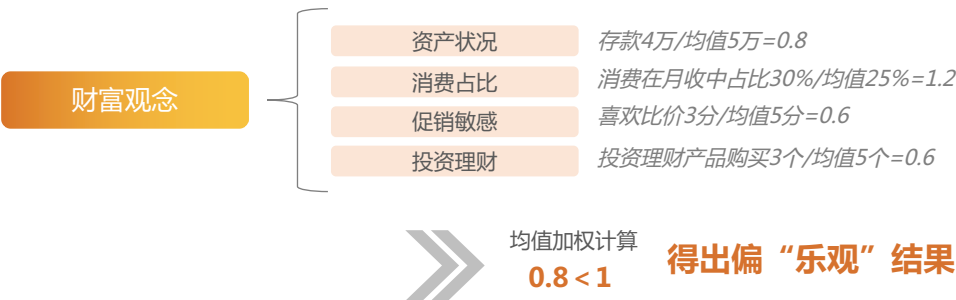 财富观念
资产状况
存款4万/均值5万=0.8
消费占比
消费在月收中占比30%/均值25%=1.2
促销敏感
喜欢比价3分/均值5分=0.6
投资理财
投资理财产品购买3个/均值5个=0.6
均值加权计算
0.8<1
得出偏“乐观”结果